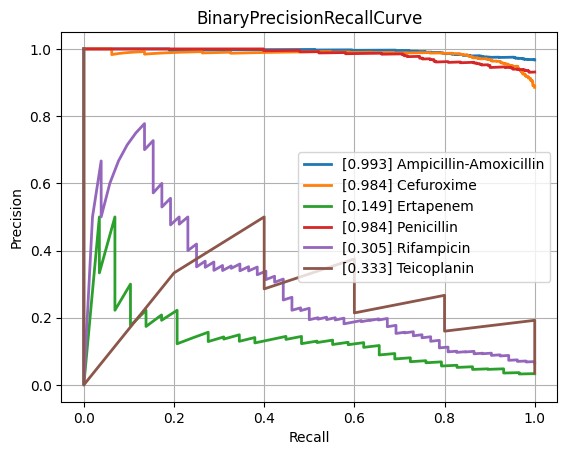 BinaryPrecisionRecallCurve
1.0
0.8
0.6
0.4
0.2
0.0
Precision
[0.993] Ampicillin-Amoxicillin
[0.984] Cefuroxime
[0.149] Ertapenem
[0.984] Penicillin
[0.305] Rifampicin
[0.333] Teicoplanin
0.0 0.2 0.4 0.6 0.8 1.0
Recall